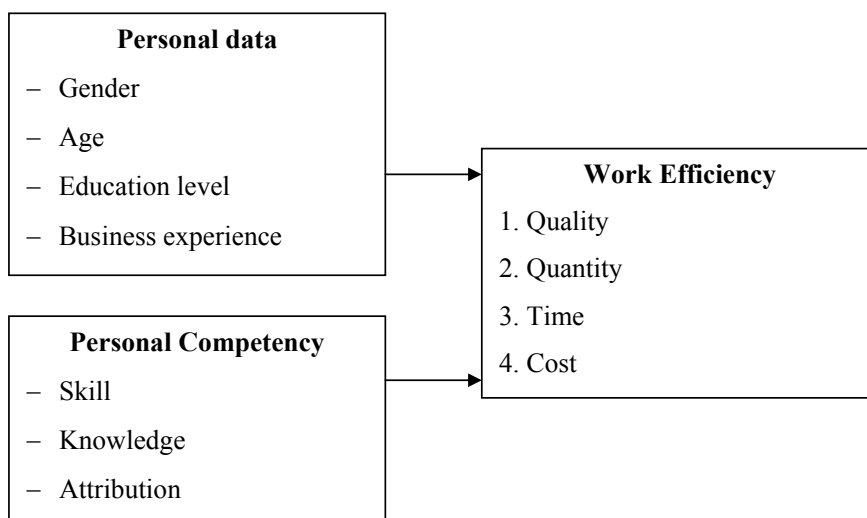 Personal data
– Gender
– Age
– Education level
– Business experience
Personal Competency
– Skill
– Knowledge
– Attribution
Work Efficiency
1. Quality
2. Quantity
3. Time
4. Cost